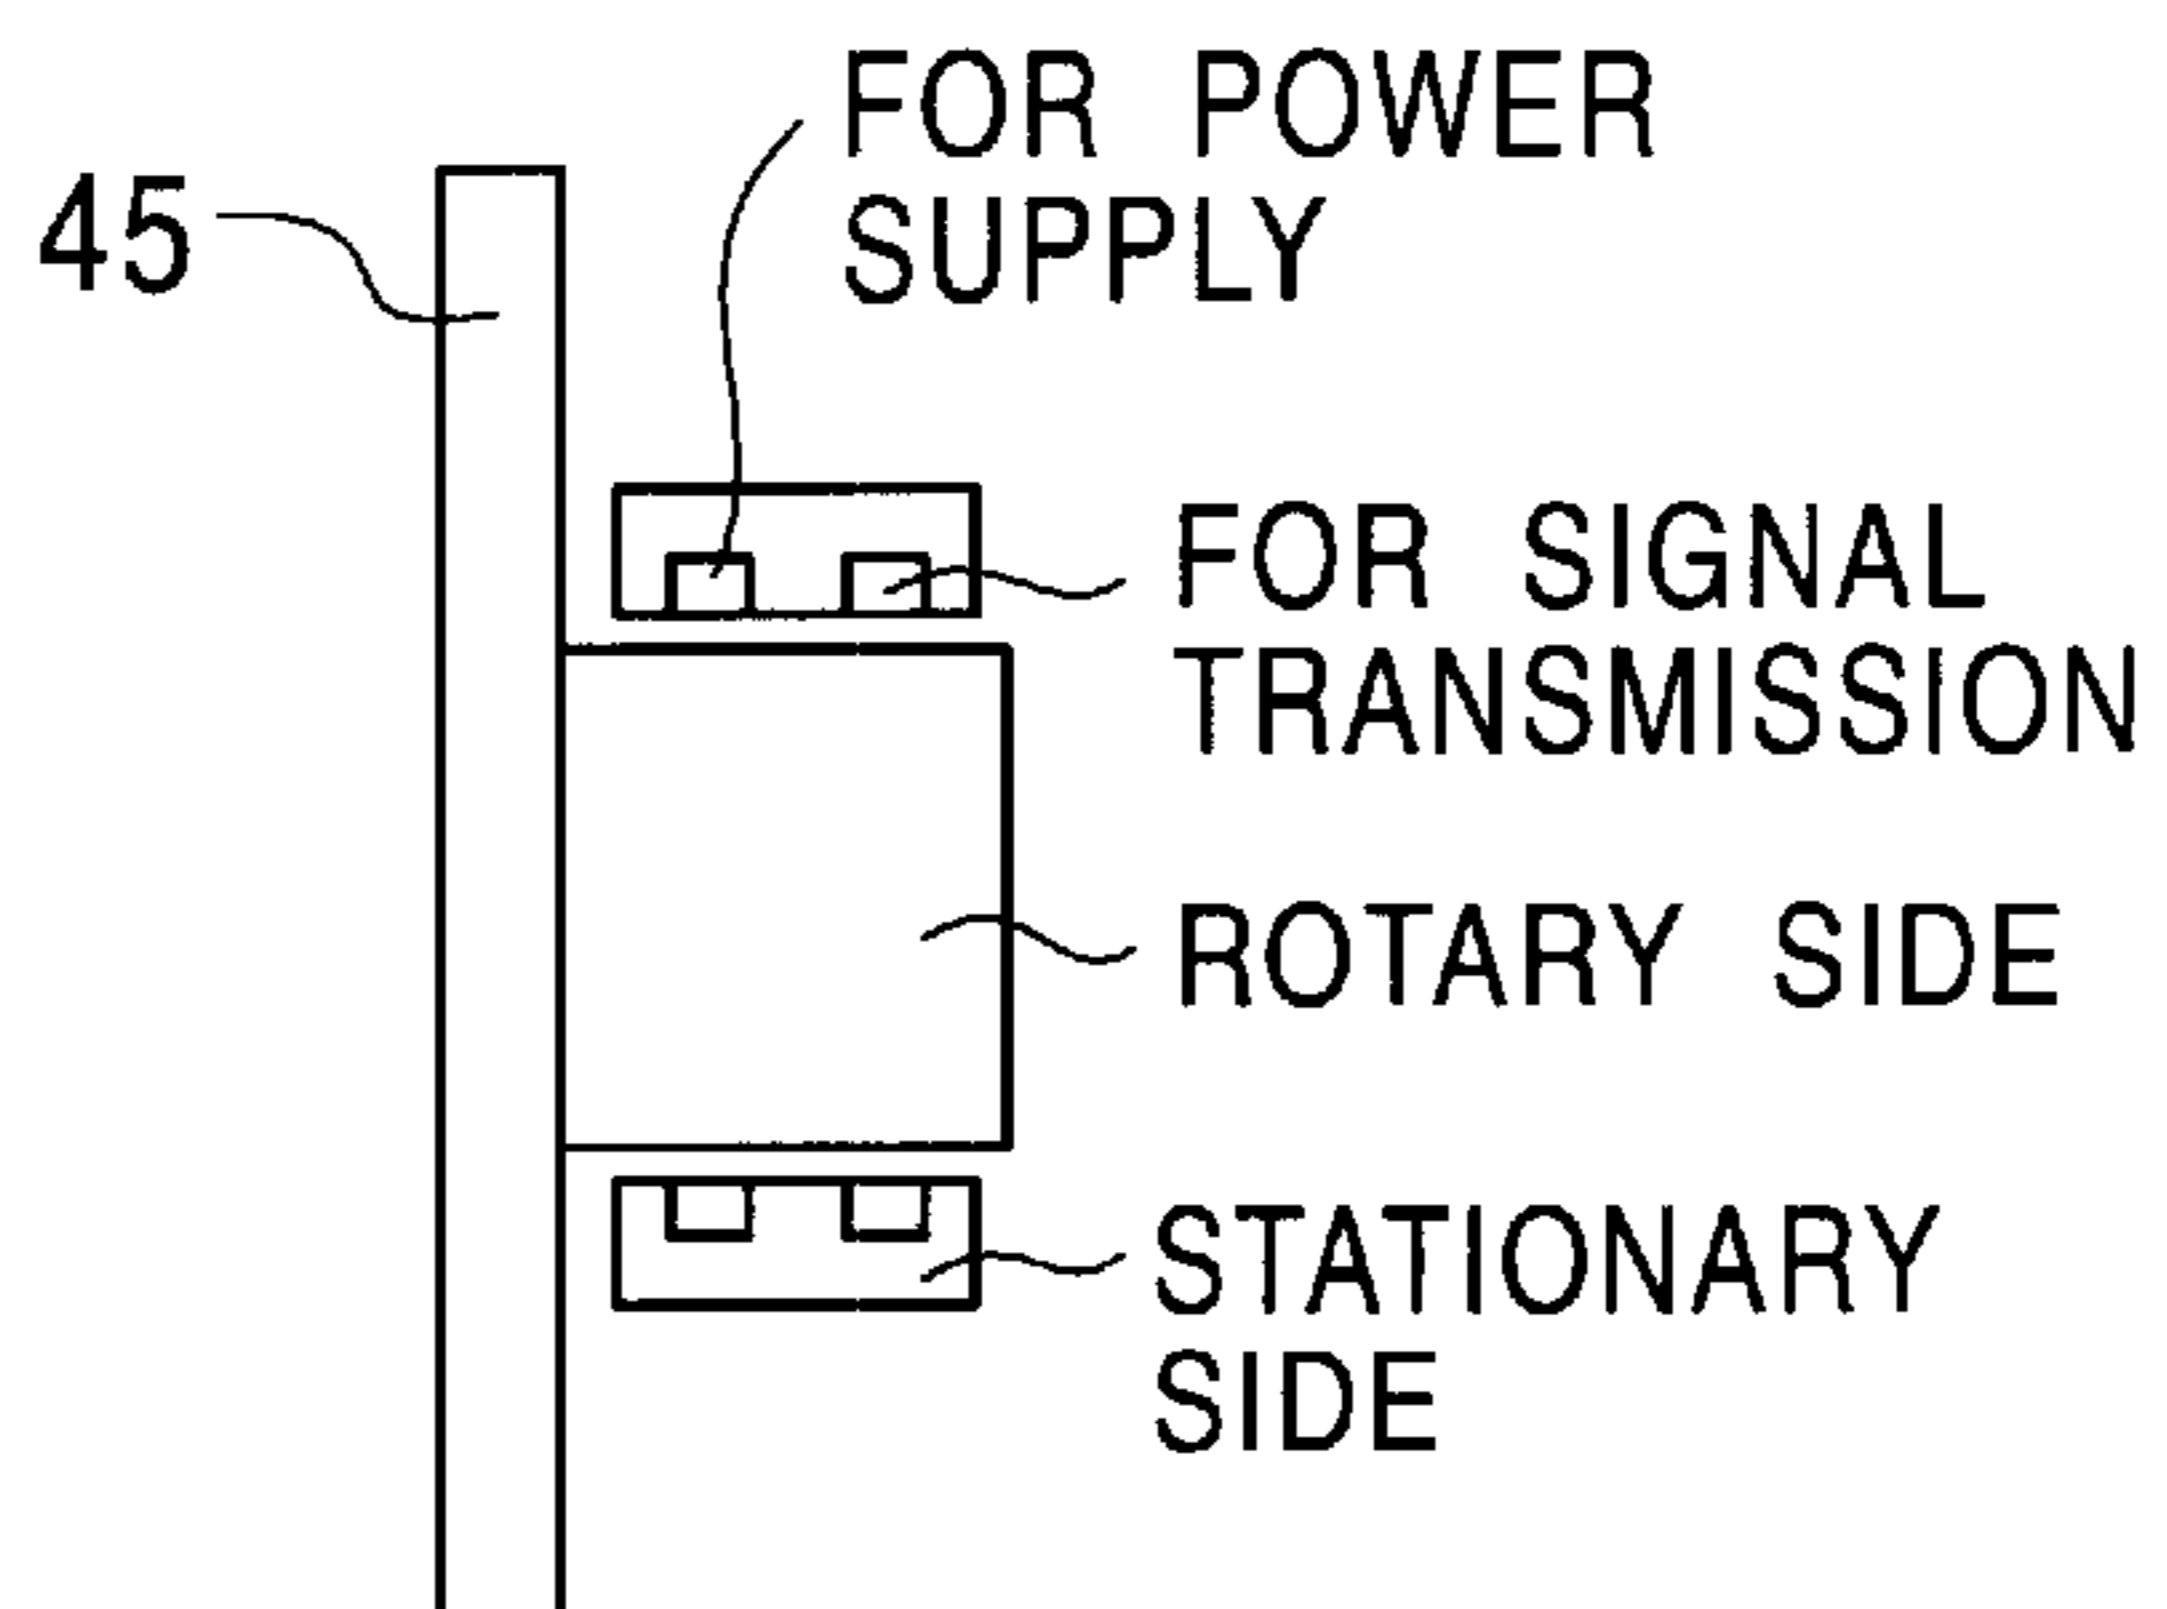 FOR POWER
SUPPLY
45
FOR SIGNAL
TRANSMISSION
ROTARY SIDE
STATIONARY
SIDE